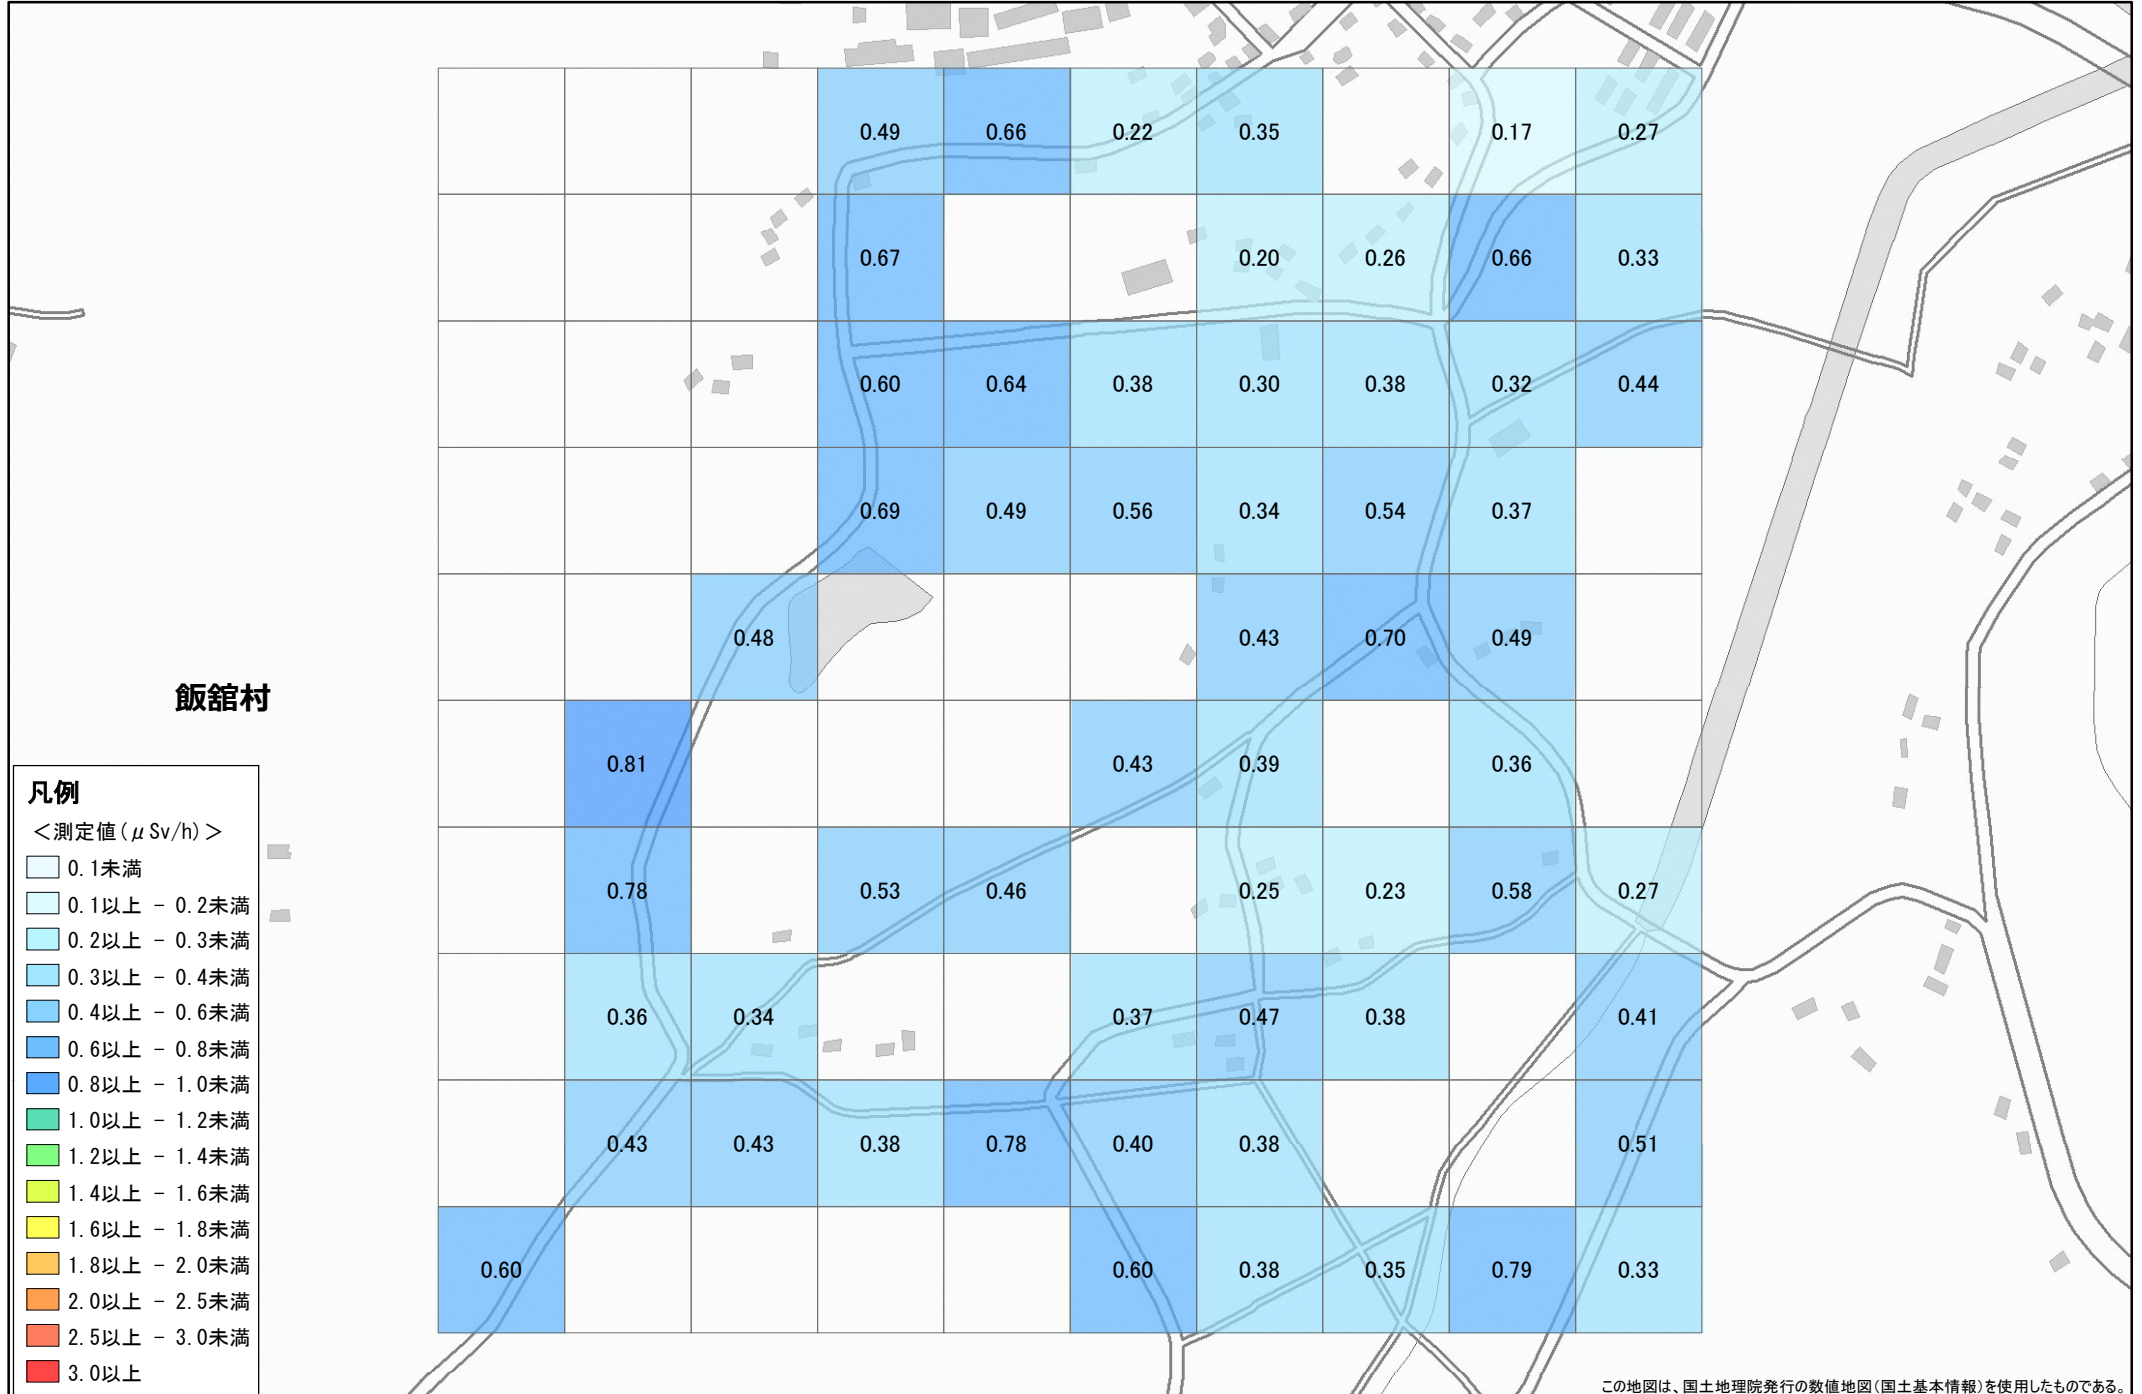 0.49 0.66 0.22 0.35 0.17 0.27
0.67 0.20 0.26 0.66 0.33
0.60 0.64 0.38 0.30 0.38 0.32 0.44
0.69 0.49 0.56 0.34 0.54 0.37
0.48 0.43 0.70 0.49
飯舘村
0.81 0.43 0.39 0.36
0.78 0.53 0.46 0.25 0.23 0.58 0.27
0.36 0.34 0.37 0.47 0.38 0.41
0.43 0.43 0.38 0.78 0.40 0.38 0.51
0.60 0.60 0.38 0.35 0.79 0.33
凡例
＜測定値(μSv/h)＞
0.1未満
0.1以上 - 0.2未満
0.2以上 - 0.3未満
0.3以上 - 0.4未満
0.4以上 - 0.6未満
0.6以上 - 0.8未満
0.8以上 - 1.0未満
1.0以上 - 1.2未満
1.2以上 - 1.4未満
1.4以上 - 1.6未満
1.6以上 - 1.8未満
1.8以上 - 2.0未満
2.0以上 - 2.5未満
2.5以上 - 3.0未満
3.0以上
この地図は、国土地理院発行の数値地図(国土基本情報)を使用したものである。